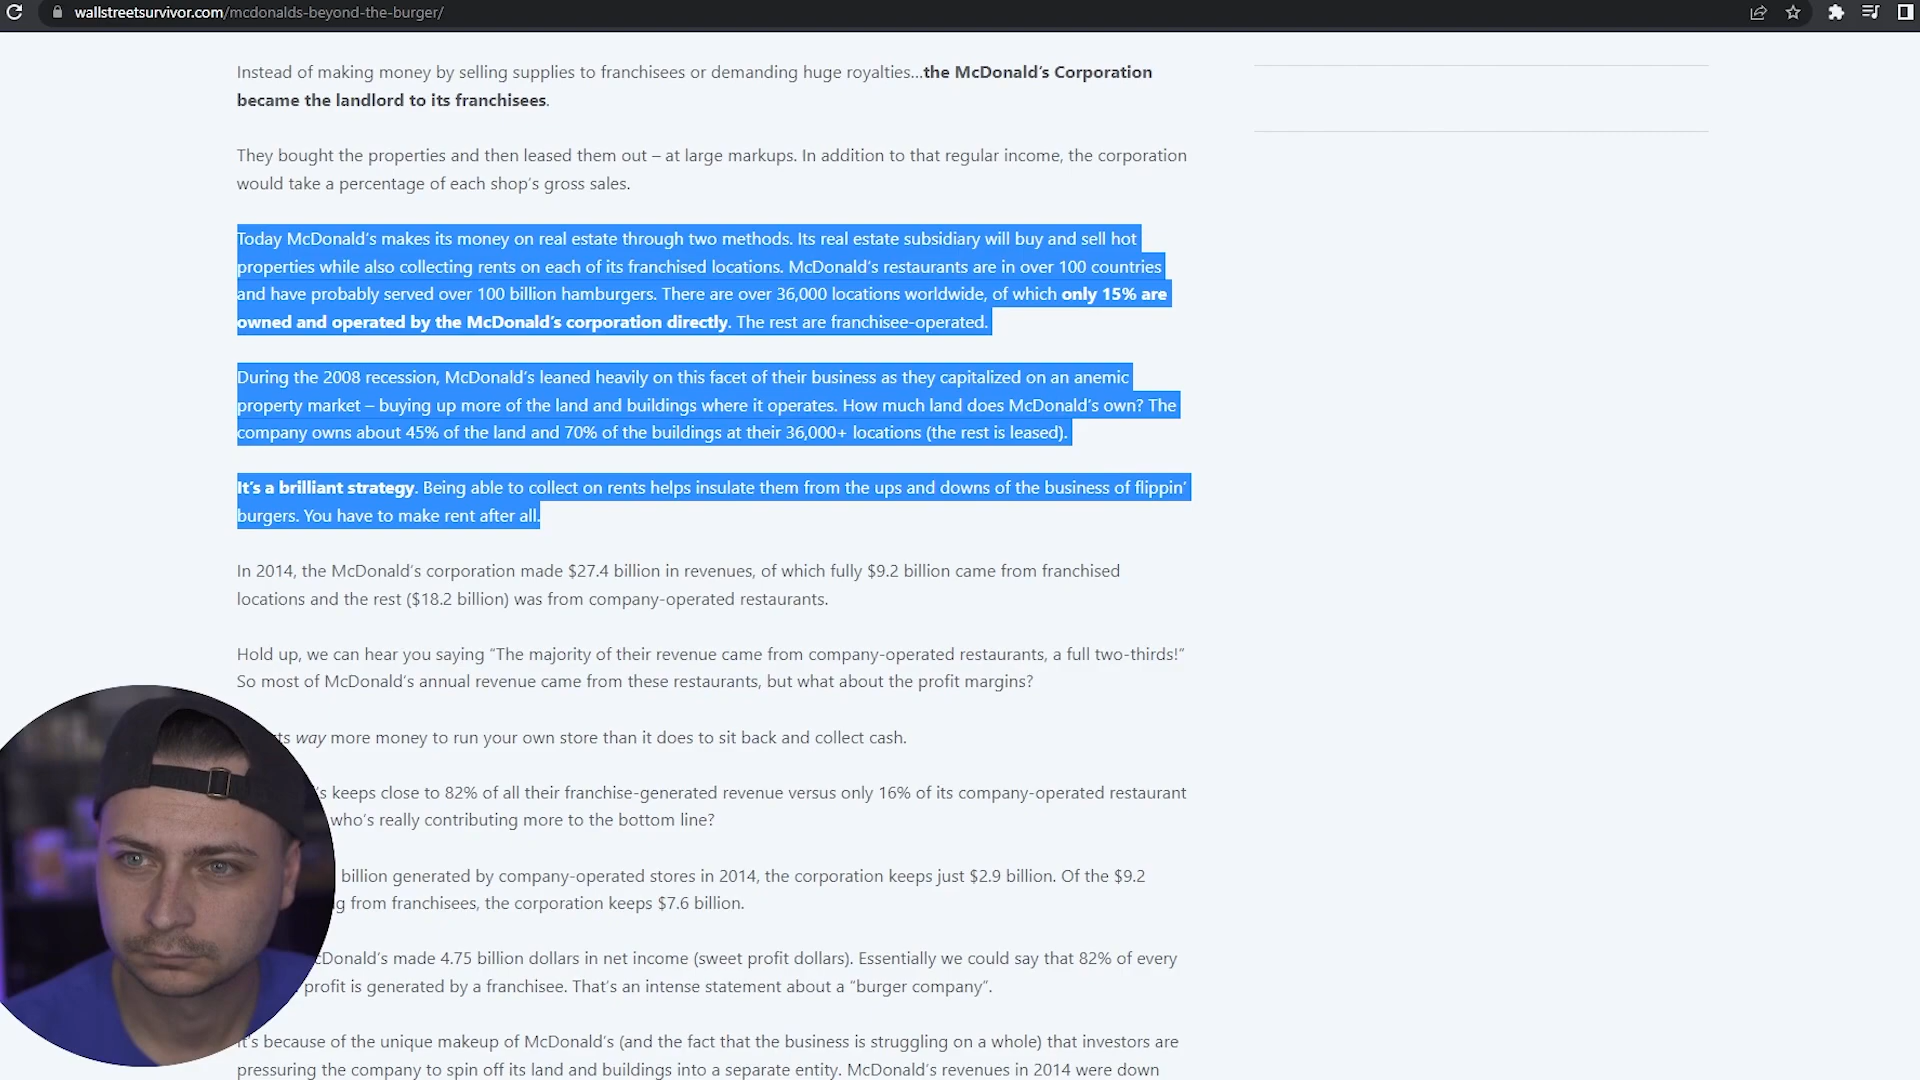 wallstreetsurvivor.com/mcdonalds-beyond-the-burger/
Instead of making money by selling supplies to franchisees or demanding huge royalties...the McDonald's Corporation
became the landlord to its franchisees.
They bought the properties and then leased them out – at large markups. In addition to that regular income, the corporation
would take a percentage of each shop's gross sales.
Today McDonald's makes its money on real estate through two methods. Its real estate subsidiary will buy and sell hot
properties while also collecting rents on each of its franchised locations. McDonald's restaurants are in over 100 countries
and have probably served over 100 billion hamburgers. There are over 36,000 locations worldwide, of which only 15% are
owned and operated by the McDonald's corporation directly. The rest are franchisee-operated.
During the 2008 recession, McDonald's leaned heavily on this facet of their business as they capitalized on an anemic
property market – buying up more of the land and buildings where it operates. How much land does McDonald's own? The
company owns about 45% of the land and 70% of the buildings at their 36,000+ locations (the rest is leased).
It's a brilliant strategy. Being able to collect on rents helps insulate them from the ups and downs of the business of flippin'
burgers. You have to make rent after all.
In 2014, the McDonald's corporation made $27.4 billion in revenues, of which fully $9.2 billion came from franchised
locations and the rest ($18.2 billion) was from company-operated restaurants.
Hold up, we can hear you saying “The majority of their revenue came from company-operated restaurants, a full two-thirds!”
So most of McDonald's annual revenue came from these restaurants, but what about the profit margins?
way more money to run your own store than it does to sit back and collect cash.
keeps close to 82% of all their franchise-generated revenue versus only 16% of its company-operated restaurant
who's really contributing more to the bottom line?
billion generated by company-operated stores in 2014, the corporation keeps just $2.9 billion. Of the $9.2
from franchisees, the corporation keeps $7.6 billion.
cDonald's made 4.75 billion dollars in net income (sweet profit dollars). Essentially we could say that 82% of every
profit is generated by a franchisee. That's an intense statement about a “burger company”.
It's because of the unique makeup of McDonald's (and the fact that the business is struggling on a whole) that investors are
pressuring the company to spin off its land and buildings into a separate entity. McDonald's revenues in 2014 were down